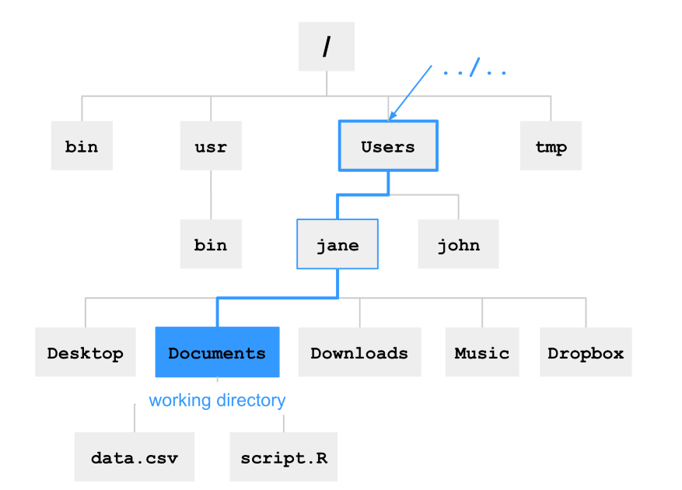 /
../..
bin
usr
Users
tmp
bin
jane
john
Desktop
Documents
Downloads
Music
Dropbox
working directory
data.csv
script.R